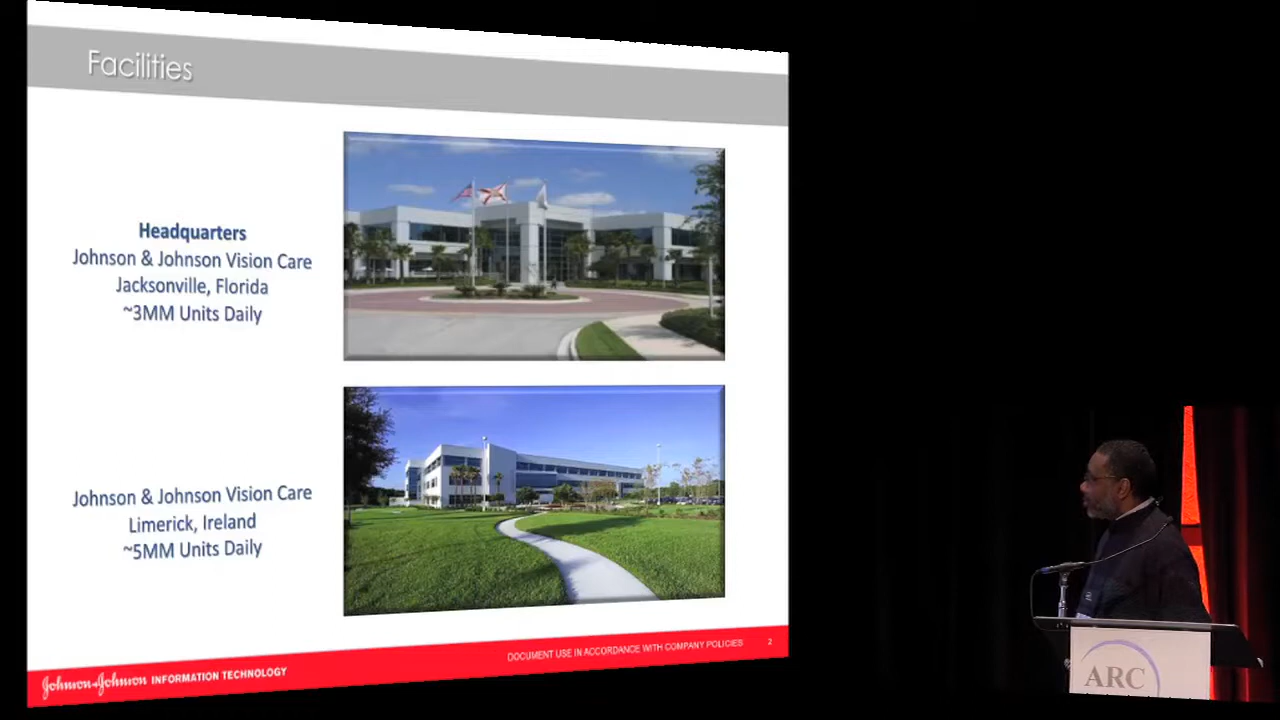 Facilities
Headquarters
Johnson & Johnson Vision Care
Jacksonville, Florida
~3MM Units Daily
Johnson & Johnson Vision Care
Limerick, Ireland
~5MM Units Daily
Johnson+Johnson INFORMATION TECHNOLOGY
DOCUMENT USE IN ACCORDANCE WITH COMPANY POLICIES 2
ARC